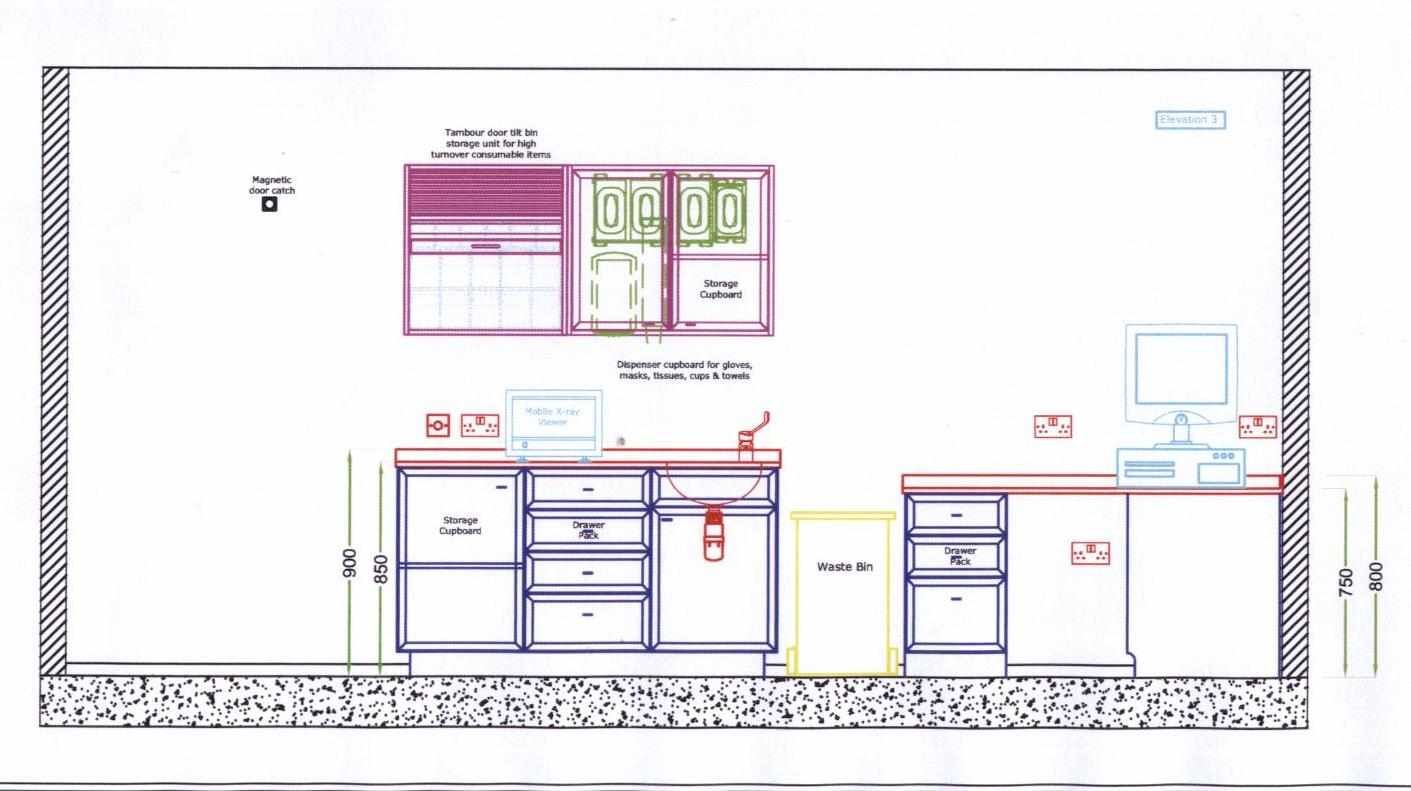 Elevation 3
Tambour door tilt bin
storage unit for high
turnover consumable items
Magnetic
door catch
Storage
Cupboard
Dispenser cupboard for gloves,
masks, tissues, cups & towels
Mobile X-ray
Viewer
Storage
Cupboard
Drawer
Pack
Waste Bin
Drawer
Pack
900
850
750
800